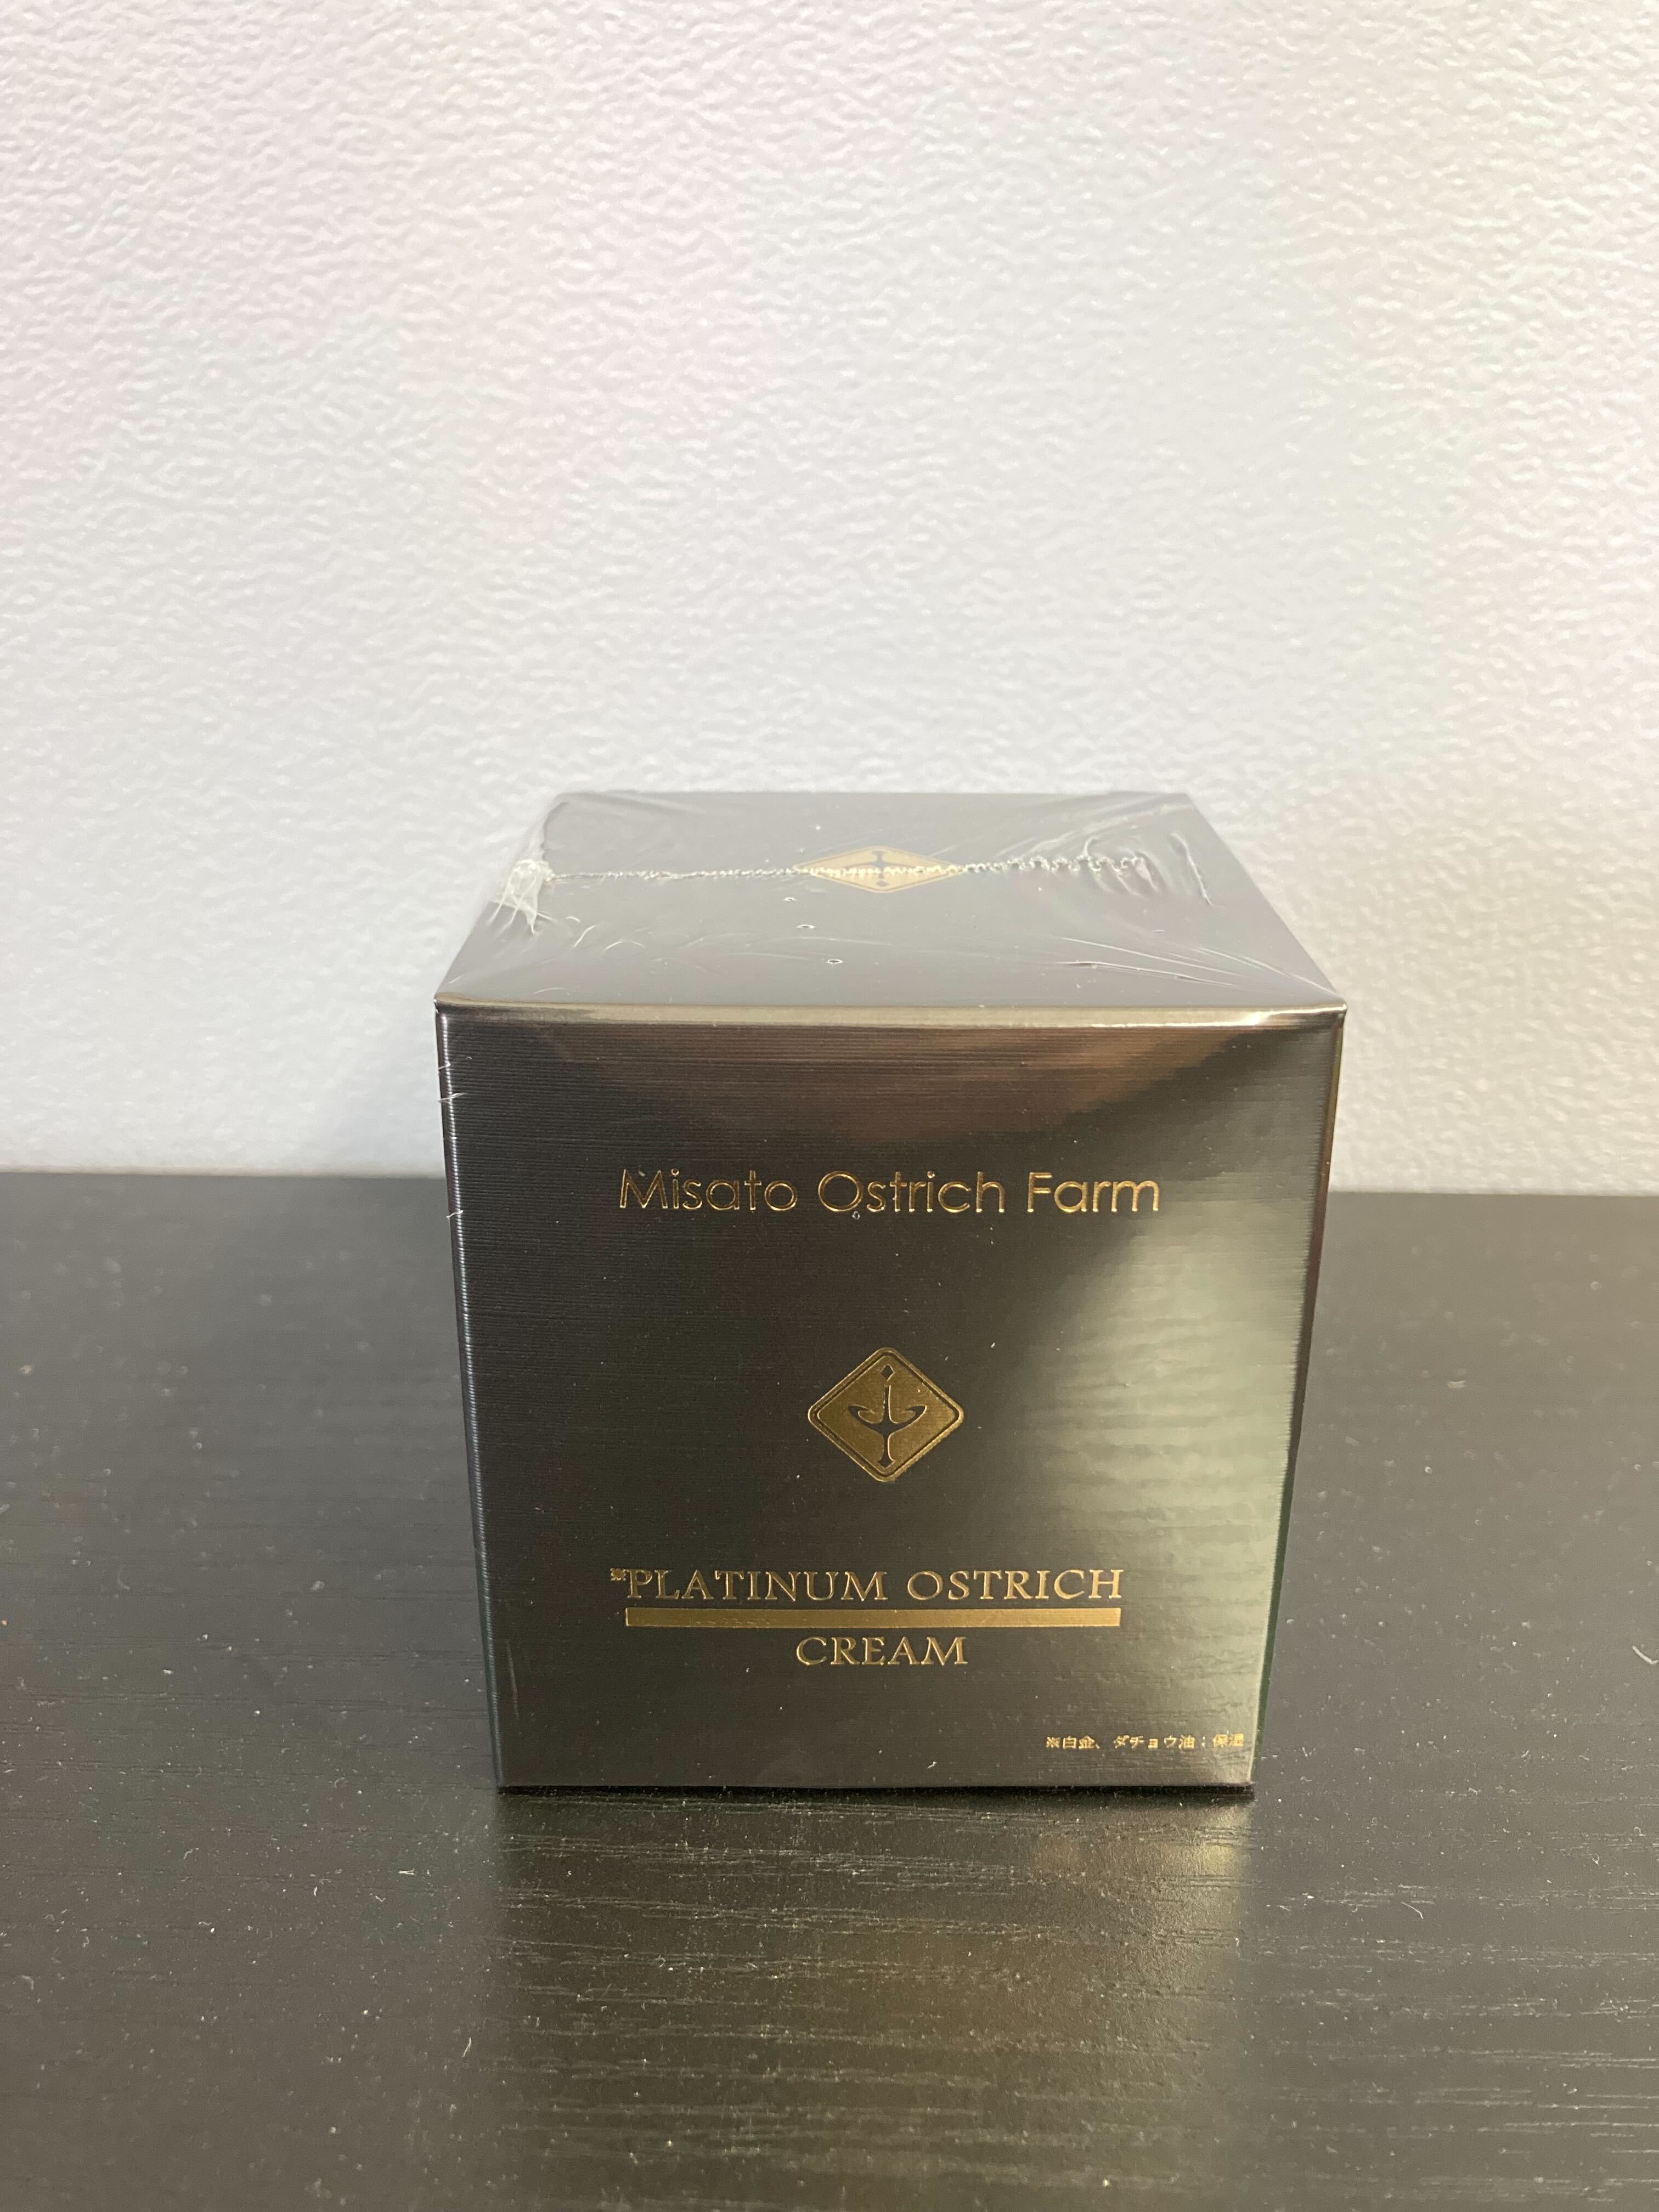 Misato Ostrich Farm
※PLATINUM OSTRICH
CREAM
※白金、ダチョウ油：保湿